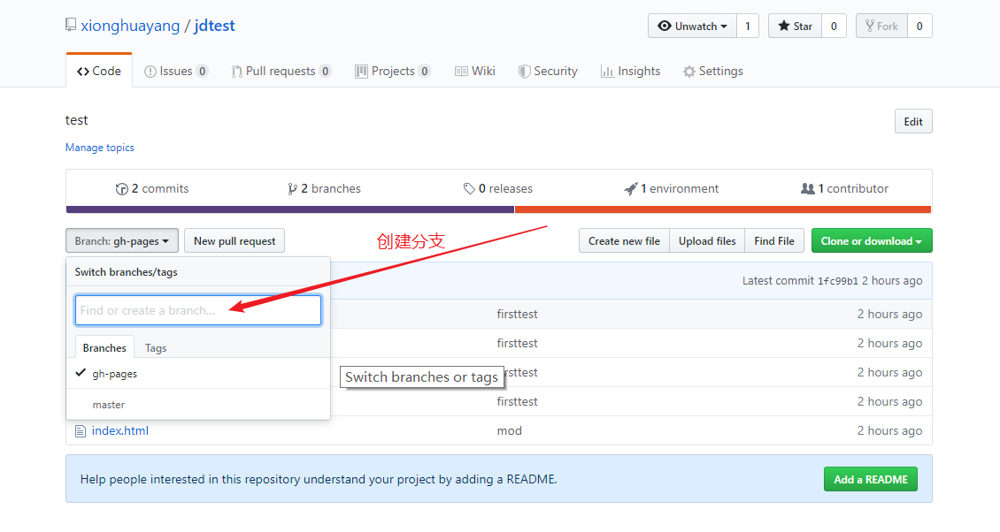 xionghuayang / jdtest
Unwatch 1 Star 0 Fork 0
Code Issues 0 Pull requests 0 Projects 0 Wiki Security Insights Settings
test
Edit
Manage topics
2 commits 2 branches 0 releases 1 environment 1 contributor
Branch: gh-pages New pull request 创建分支 Create new file Upload files Find File Clone or download
Switch branches/tags
Latest commit 1fc99b1 2 hours ago
Find or create a branch...
firsttest 2 hours ago
firsttest 2 hours ago
Branches Tags
gh-pages
Switch branches or tags
rsttest 2 hours ago
master
firsttest 2 hours ago
index.html mod 2 hours ago
Help people interested in this repository understand your project by adding a README.
Add a README